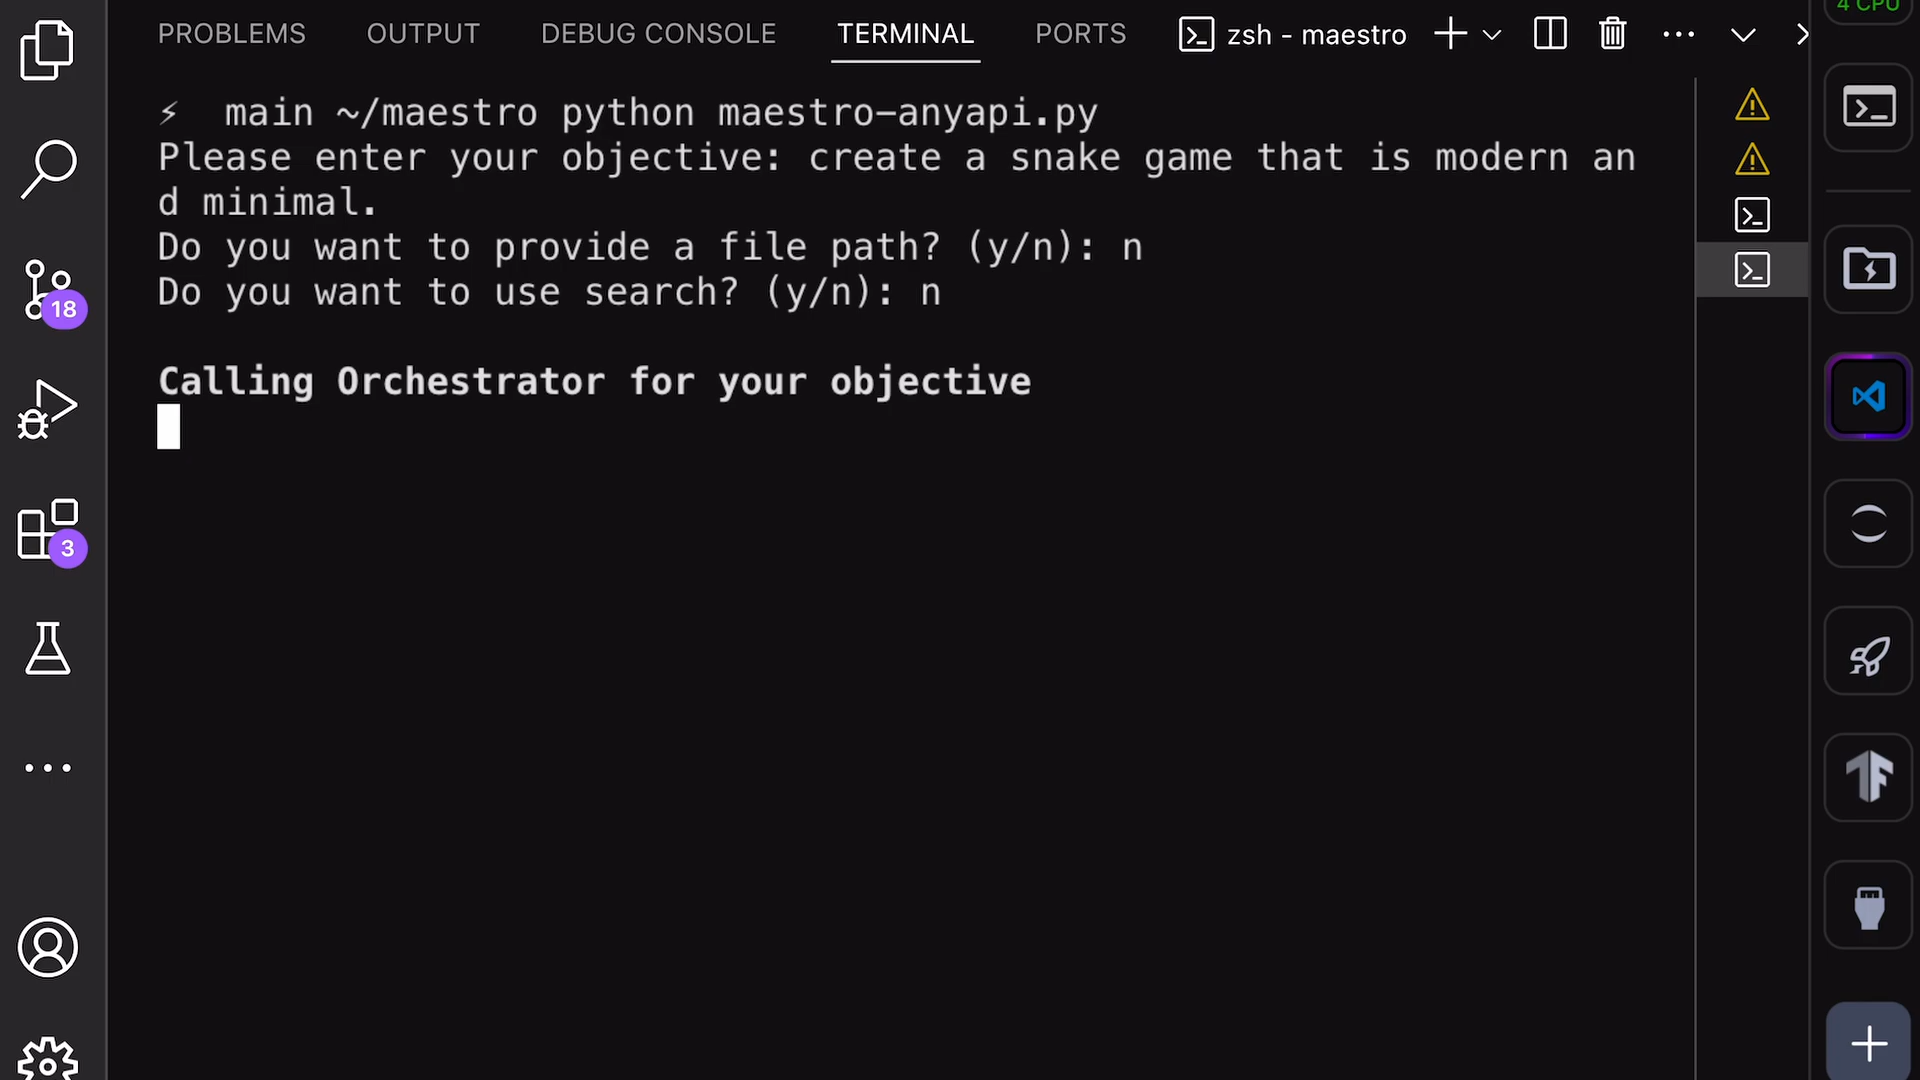 4 CPU
PROBLEMS OUTPUT DEBUG CONSOLE TERMINAL PORTS zsh - maestro
⚡ main ~/maestro python maestro-anyapi.py
Please enter your objective: create a snake game that is modern an
d minimal.
Do you want to provide a file path? (y/n): n
Do you want to use search? (y/n): n
18
Calling Orchestrator for your objective
3